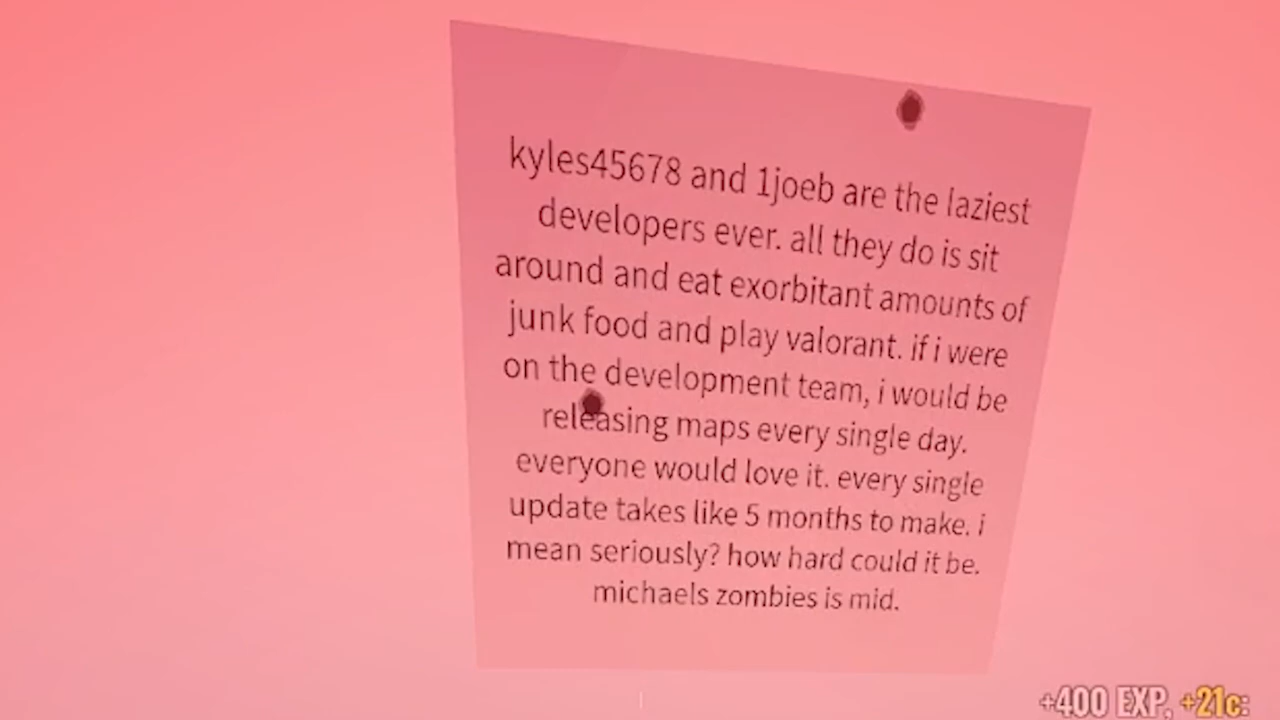 kyles45678 and 1joeb are the laziest
developers ever. all they do is sit
around and eat exorbitant amounts of
junk food and play valorant. if i were
on the development team, i would be
releasing maps every single day.
everyone would love it. every single
update takes like 5 months to make. i
mean seriously? how hard could it be.
michaels zombies is mid.
+400 EXP, +21c: